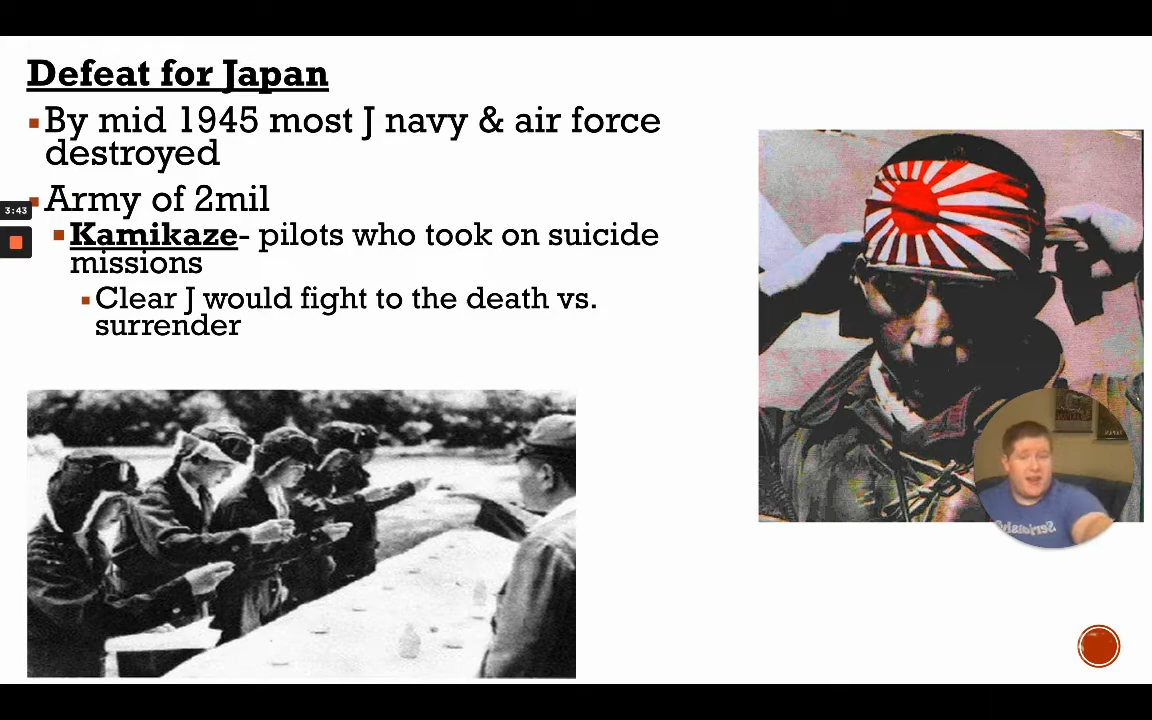 Defeat for Japan
By mid 1945 most J navy & air force
destroyed
Army of 2mil
3:43
Kamikaze- pilots who took on suicide
missions
Clear J would fight to the death vs.
surrender